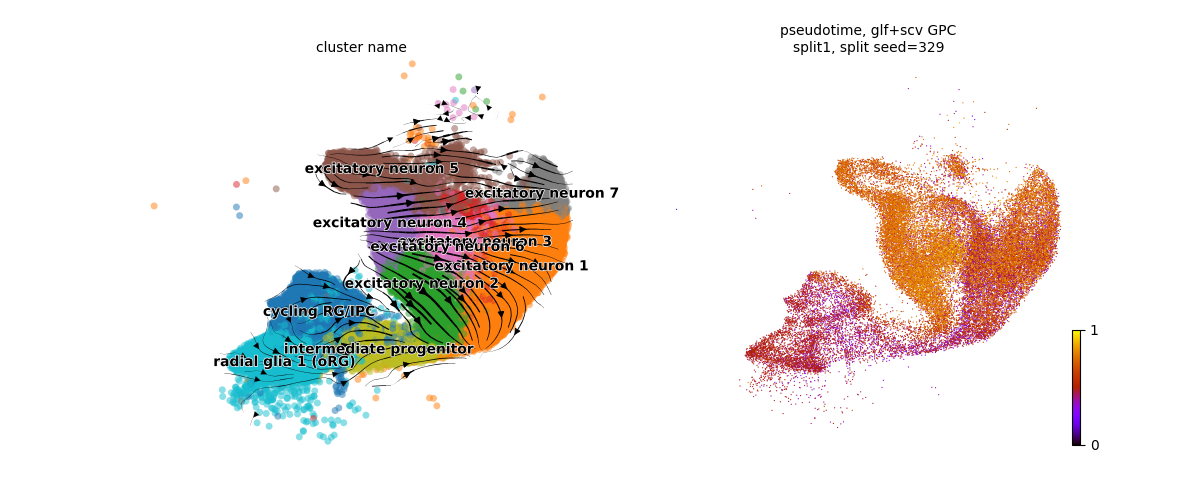 cluster name
pseudotime, glf+scv GPC
split1, split seed=329
excitatory neuron 5
excitatory neuron 7
excitatory neuron 4
excitatory neuron 3
excitatory neuron 6
excitatory neuron 1
excitatory neuron 2
cycling RG/IPC
intermediate progenitor
radial glia 1 (oRG)
1
0